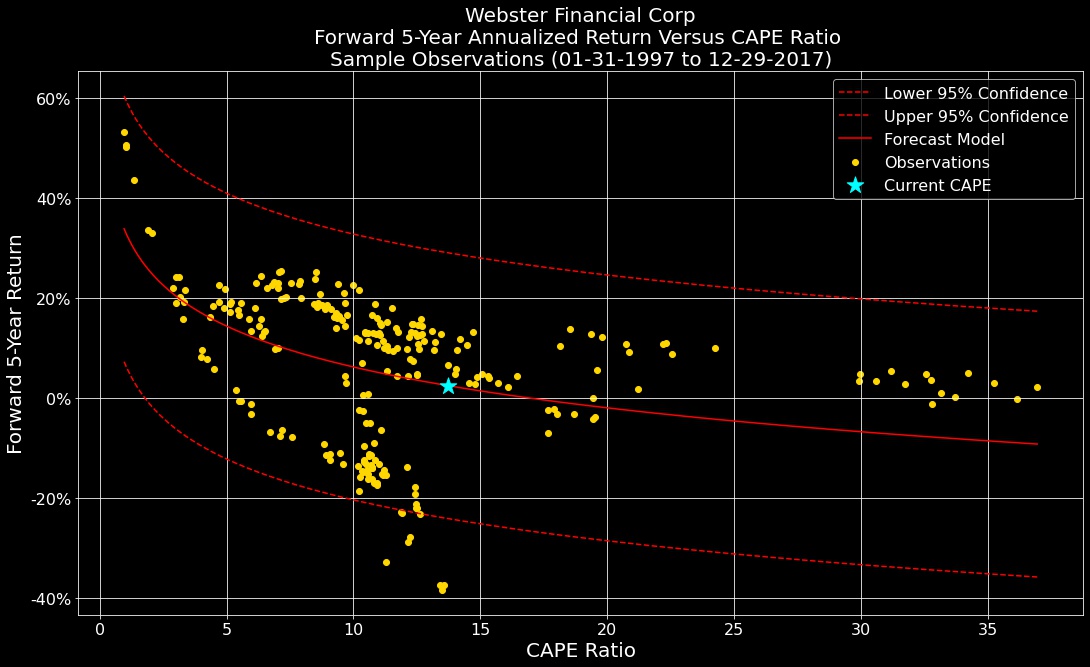 Webster Financial Corp
Forward 5-Year Annualized Return Versus CAPE Ratio
Sample Observations (01-31-1997 to 12-29-2017)
Lower 95% Confidence
Upper 95% Confidence
Forecast Model
Observations
Current CAPE
Forward 5-Year Return
60%
40%
20%
0%
-20%
-40%
0 5 10 15 20 25 30 35
CAPE Ratio